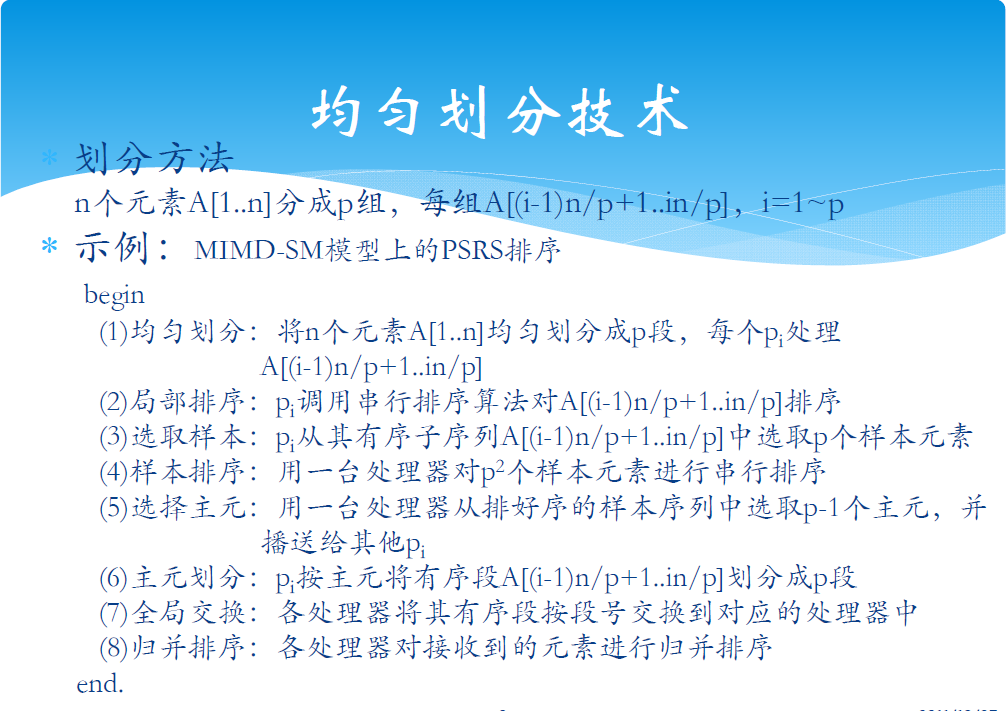 均匀划分技术
* 划分方法
n个元素A[1..n]分成p组，每组A[(i-1)n/p+1..in/p]，i=1~p
* 示例：MIMD-SM模型上的PSRS排序
begin
(1)均匀划分：将n个元素A[1..n]均匀划分成p段，每个pi处理
A[(i-1)n/p+1..in/p]
(2)局部排序：pi调用串行排序算法对A[(i-1)n/p+1..in/p]排序
(3)选取样本：pi从其有序子序列A[(i-1)n/p+1..in/p]中选取p个样本元素
(4)样本排序：用一台处理器对p²个样本元素进行串行排序
(5)选择主元：用一台处理器从排好序的样本序列中选取p-1个主元，并
播送给其他pi
(6)主元划分：pi按主元将有序段A[(i-1)n/p+1..in/p]划分成p段
(7)全局交换：各处理器将其有序段按段号交换到对应的处理器中
(8)归并排序：各处理器对接收到的元素进行归并排序
end.